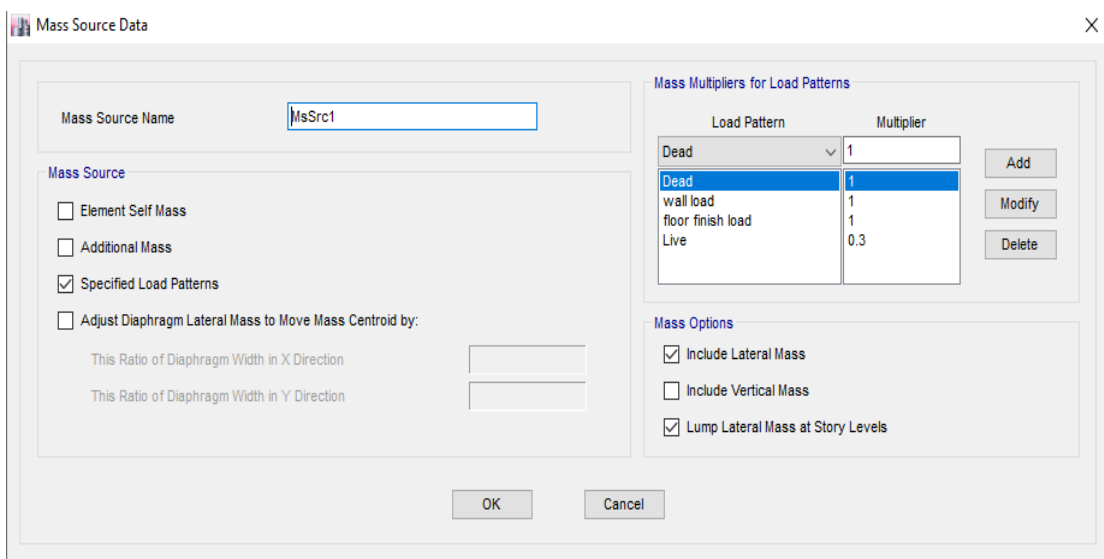 Mass Source Data
Mass Source Name MsSrc1
Mass Source
Element Self Mass
Additional Mass
Specified Load Patterns
Adjust Diaphragm Lateral Mass to Move Mass Centroid by:
This Ratio of Diaphragm Width in X Direction
This Ratio of Diaphragm Width in Y Direction
Mass Multipliers for Load Patterns
Load Pattern Multiplier
Dead 1
Dead 1
wall load 1
floor finish load 1
Live 0.3
Add
Modify
Delete
Mass Options
Include Lateral Mass
Include Vertical Mass
Lump Lateral Mass at Story Levels
OK Cancel